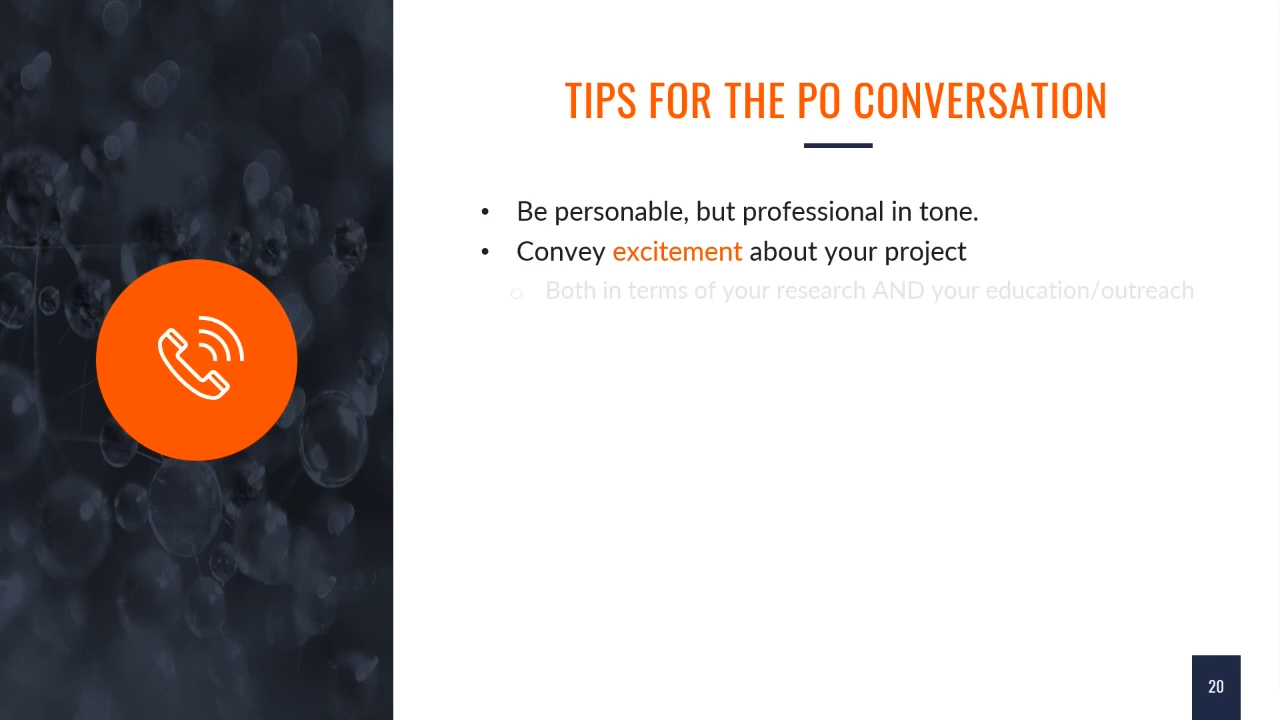 TIPS FOR THE PO CONVERSATION
• Be personable, but professional in tone.
• Convey excitement about your project
○ Both in terms of your research AND your education/outreach
20